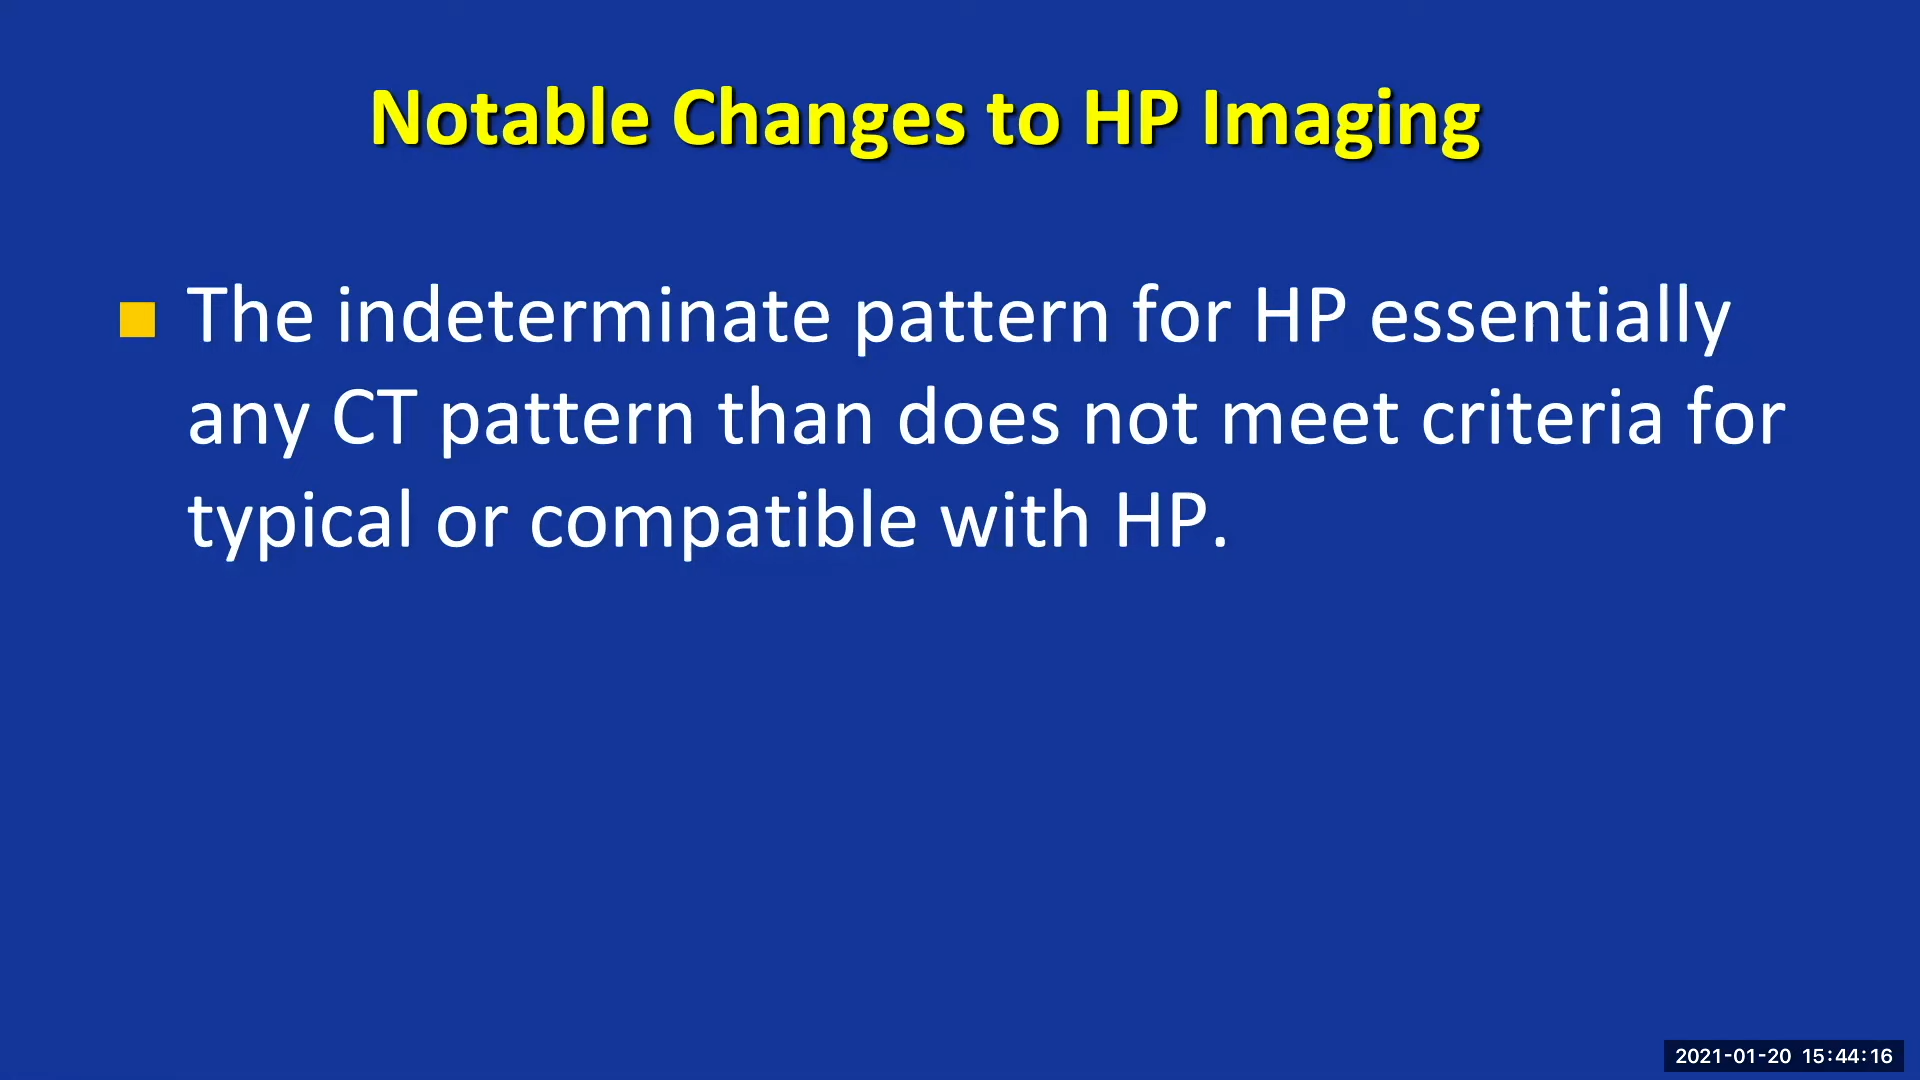 Notable Changes to HP Imaging
The indeterminate pattern for HP essentially
any CT pattern than does not meet criteria for
typical or compatible with HP.
2021-01-20 15:44:16